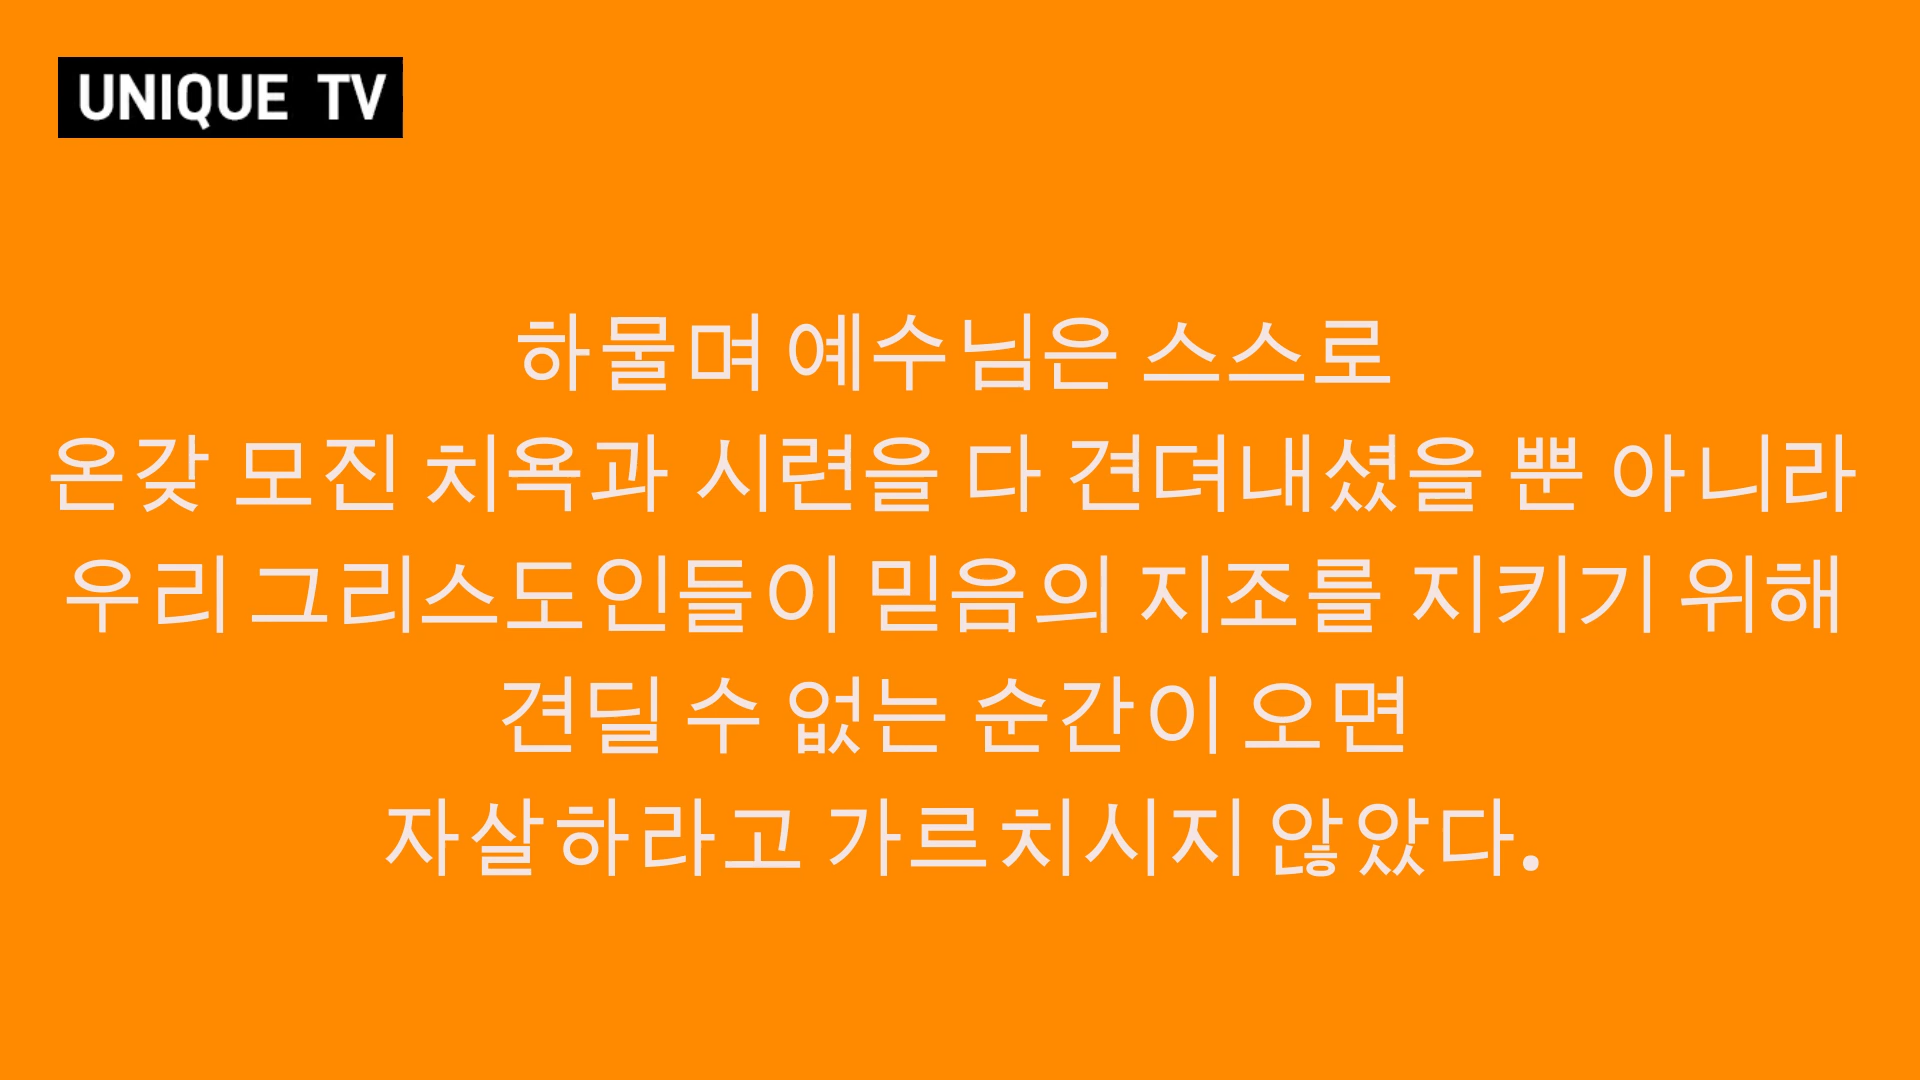 UNIQUE TV
하물며 예수님은 스스로
온갖 모진 치욕과 시련을 다 견뎌내셨을 뿐 아니라
우리 그리스도인들이 믿음의 지조를 지키기 위해
견딜 수 없는 순간이 오면
자살하라고 가르치시지 않았다.